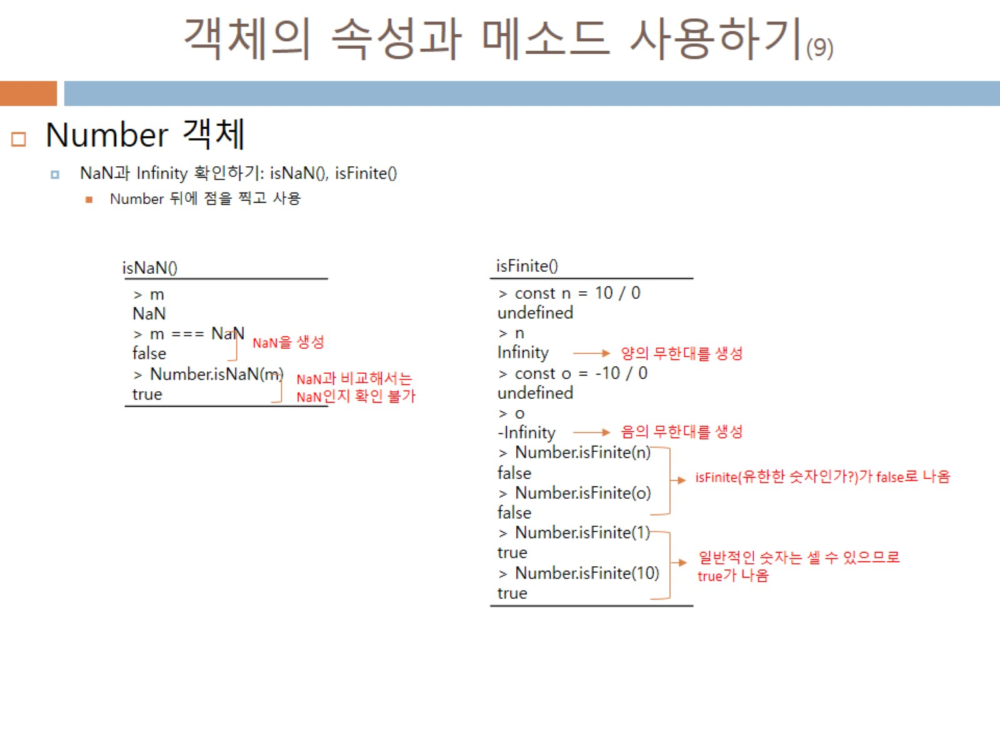 객체의 속성과 메소드 사용하기(9)
Number 객체
NaN과 Infinity 확인하기: isNaN(), isFinite()
Number 뒤에 점을 찍고 사용
isNaN()
> m
NaN
> m === NaN
false
NaN을 생성
> Number.isNaN(m)
true
NaN과 비교해서는
NaN인지 확인 불가
isFinite()
> const n = 10 / 0
undefined
> n
Infinity
양의 무한대를 생성
> const o = -10 / 0
undefined
> o
-Infinity
음의 무한대를 생성
> Number.isFinite(n)
false
> Number.isFinite(o)
false
isFinite(유한한 숫자인가?)가 false로 나옴
> Number.isFinite(1)
true
> Number.isFinite(10)
true
일반적인 숫자는 셀 수 있으므로
true가 나옴